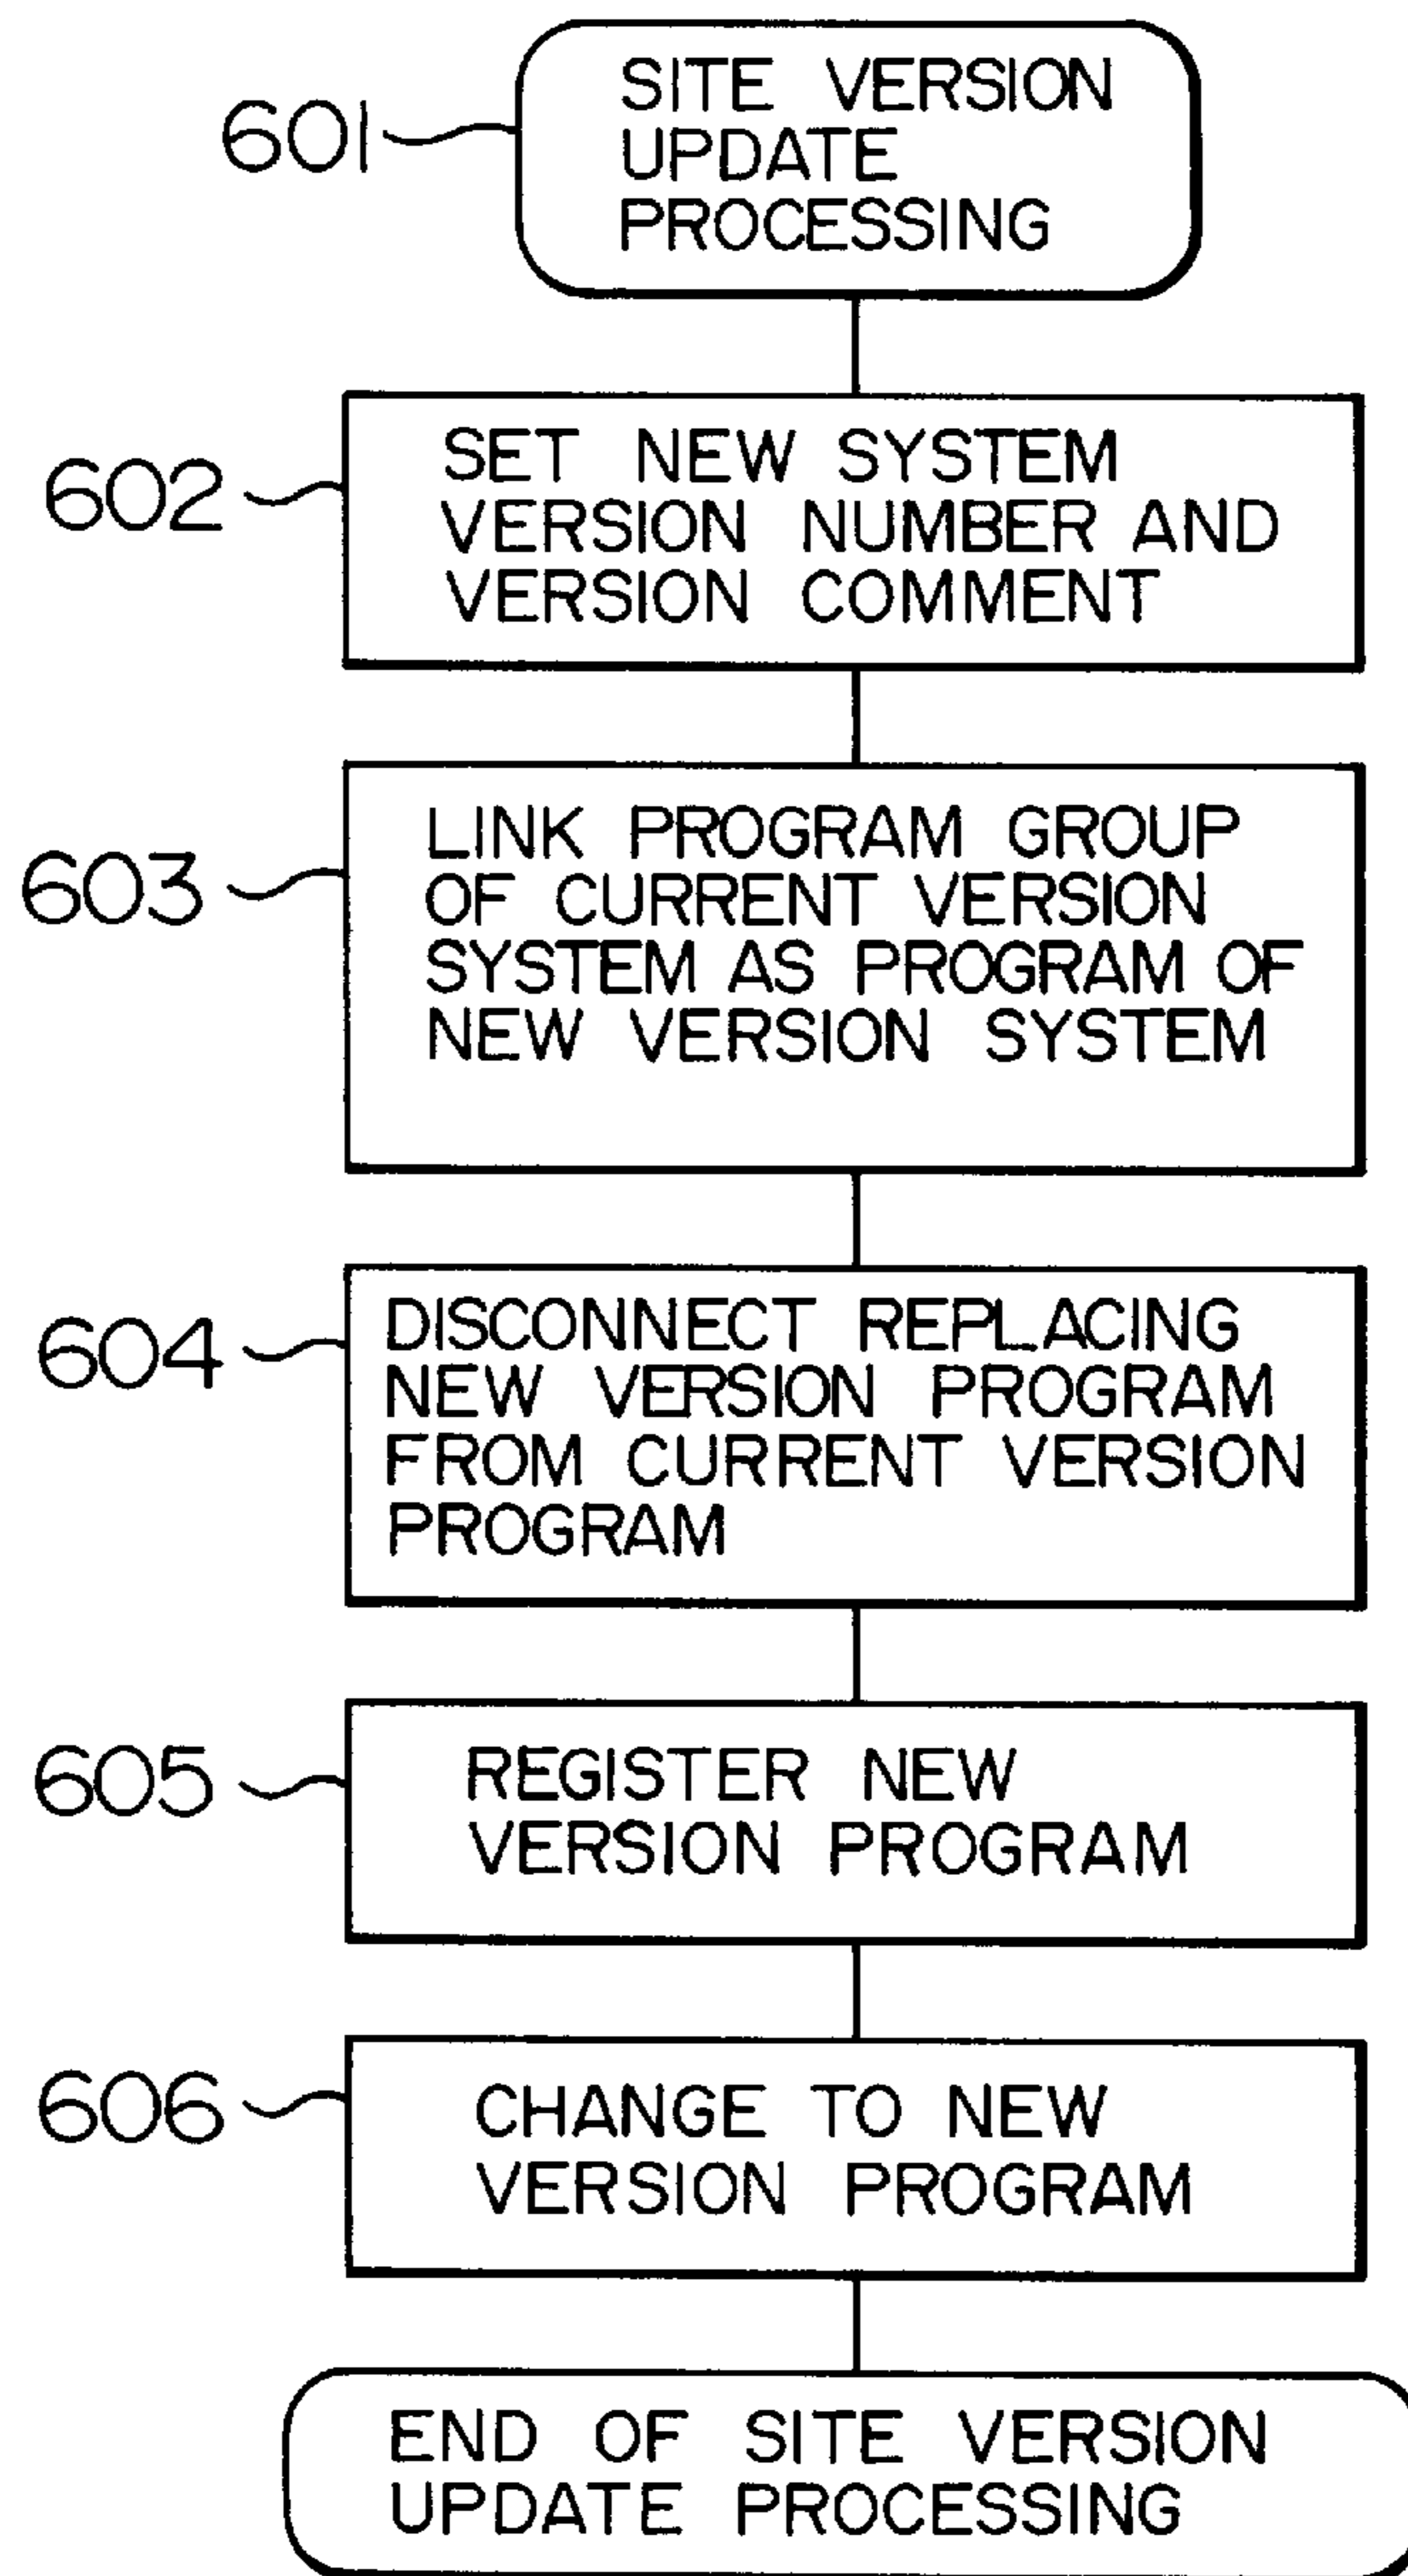 601
SITE VERSION
UPDATE
PROCESSING
602
SET NEW SYSTEM
VERSION NUMBER AND
VERSION COMMENT
603
LINK PROGRAM GROUP
OF CURRENT VERSION
SYSTEM AS PROGRAM OF
NEW VERSION SYSTEM
604
DISCONNECT REPLACING
NEW VERSION PROGRAM
FROM CURRENT VERSION
PROGRAM
605
REGISTER NEW
VERSION PROGRAM
606
CHANGE TO NEW
VERSION PROGRAM
END OF SITE VERSION
UPDATE PROCESSING